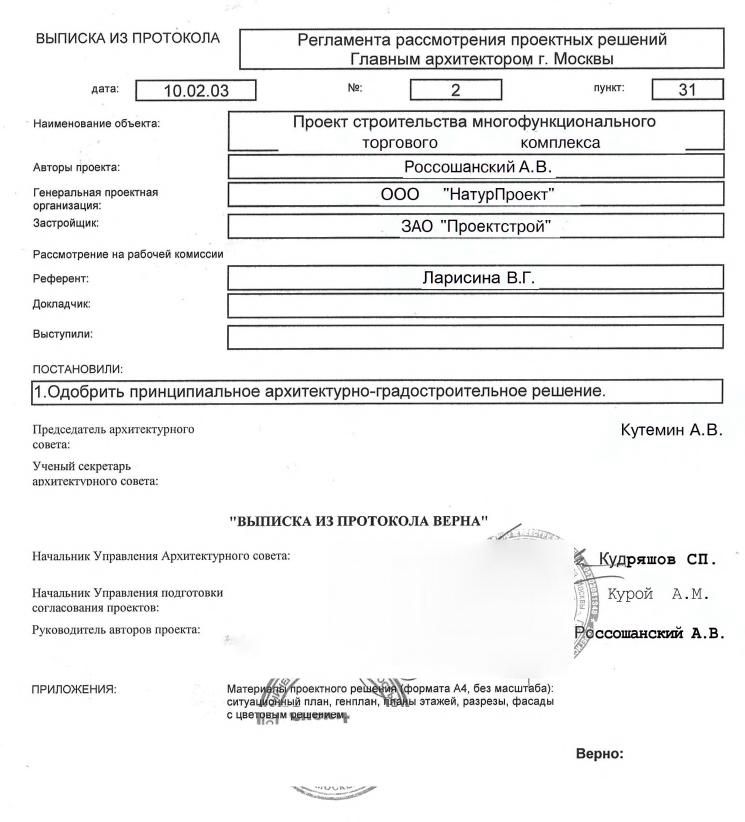 ВЫПИСКА ИЗ ПРОТОКОЛА
Регламента рассмотрения проектных решений
Главным архитектором г. Москвы
дата: 10.02.03 №: 2 пункт: 31
Наименование объекта: Проект строительства многофункционального
торгового комплекса
Авторы проекта: Россошанский А.В.
Генеральная проектная
организация: ООО "НатурПроект"
Застройщик: ЗАО "Проектстрой"
Рассмотрение на рабочей комиссии
Референт: Ларисина В.Г.
Докладчик:
Выступили:
ПОСТАНОВИЛИ:
1.Одобрить принципиальное архитектурно-градостроительное решение.
Председатель архитектурного
совета: Кутемин А.В.
Ученый секретарь
архитектурного совета:
"ВЫПИСКА ИЗ ПРОТОКОЛА ВЕРНА"
Начальник Управления Архитектурного совета: Кудряшов СП.
Начальник Управления подготовки
согласования проектов: Курой А.М.
Руководитель авторов проекта: Россошанский А.В.
ПРИЛОЖЕНИЯ: Материалы проектного решения (формата А4, без масштаба):
ситуационный план, генплан, планы этажей, разрезы, фасады
с цветовым решением.
Верно: